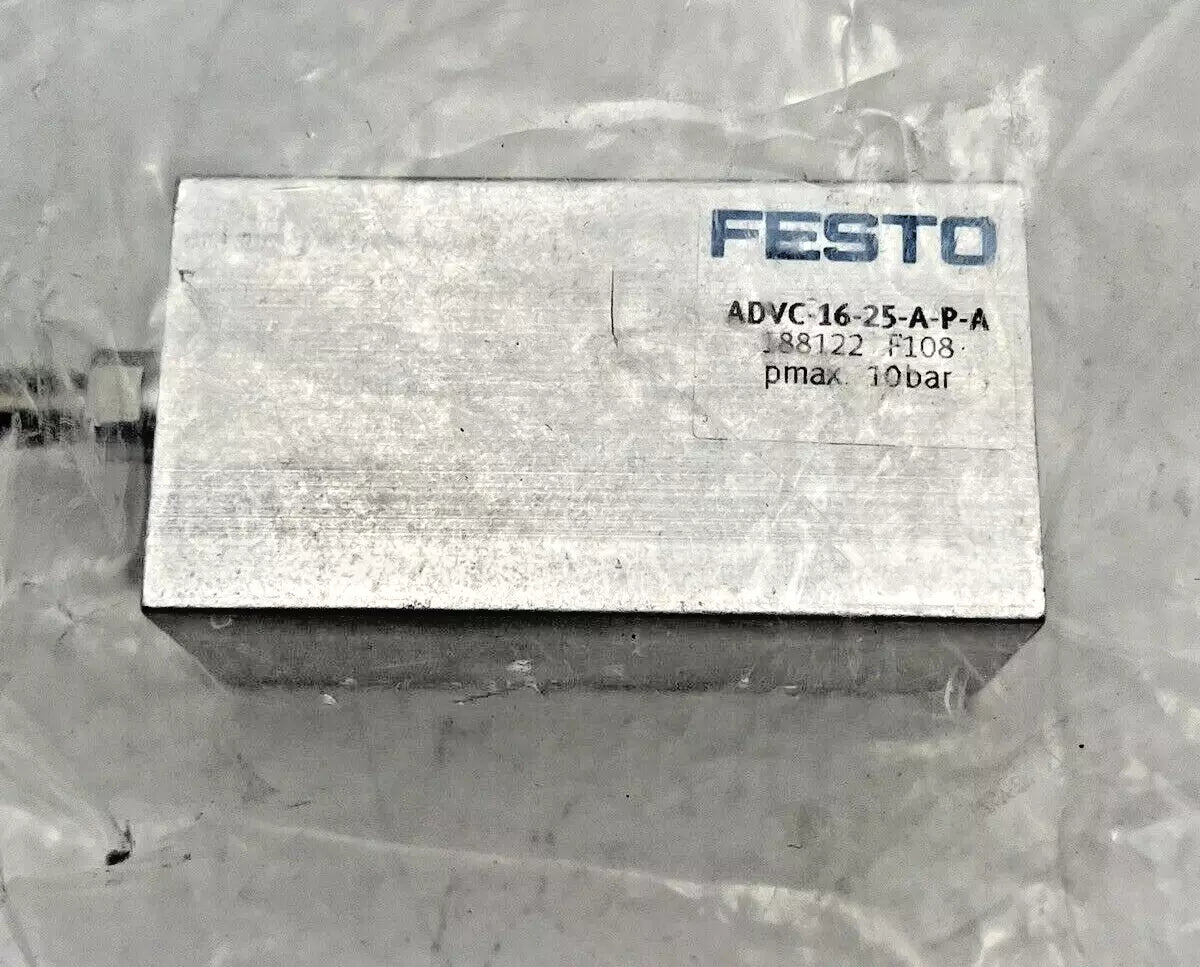 FESTO
ADVC-16-25-A-P-A
188122 F108
pmax. 10bar